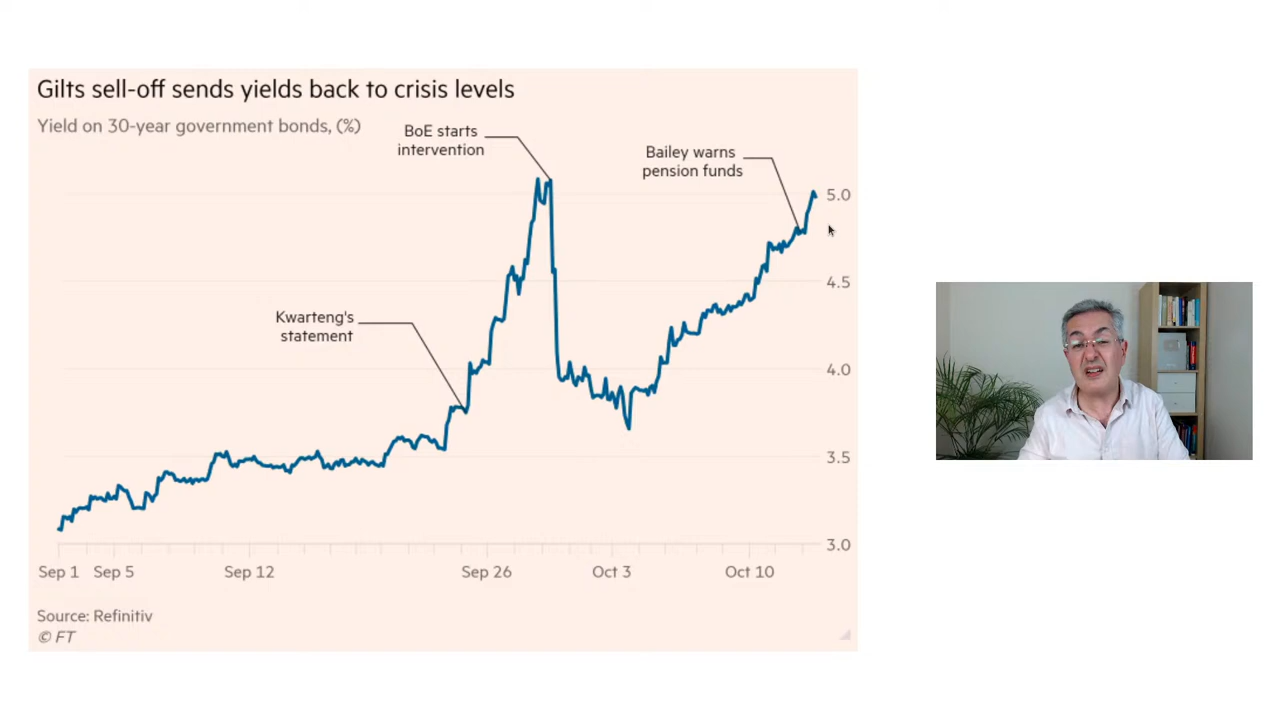 Gilts sell-off sends yields back to crisis levels
Yield on 30-year government bonds, (%)
BoE starts
intervention
Bailey warns
pension funds
Kwarteng's
statement
5.0
4.5
4.0
3.5
3.0
Sep 1 Sep 5 Sep 12 Sep 26 Oct 3 Oct 10
Source: Refinitiv
© FT